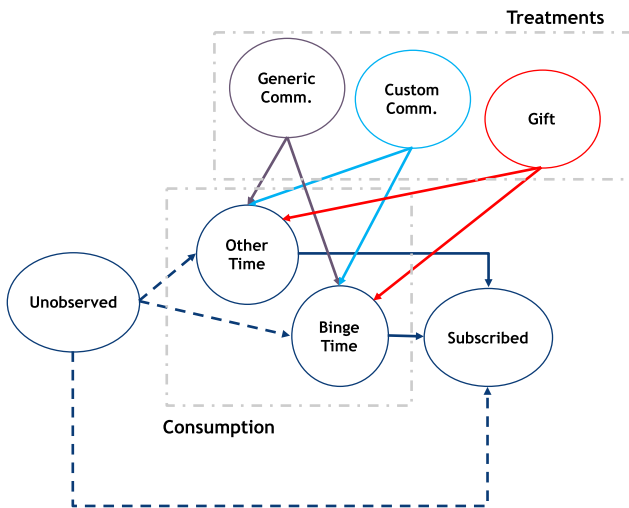 Treatments
Generic
Comm.
Custom
Comm.
Gift
Other
Time
Unobserved
Binge
Time
Subscribed
Consumption